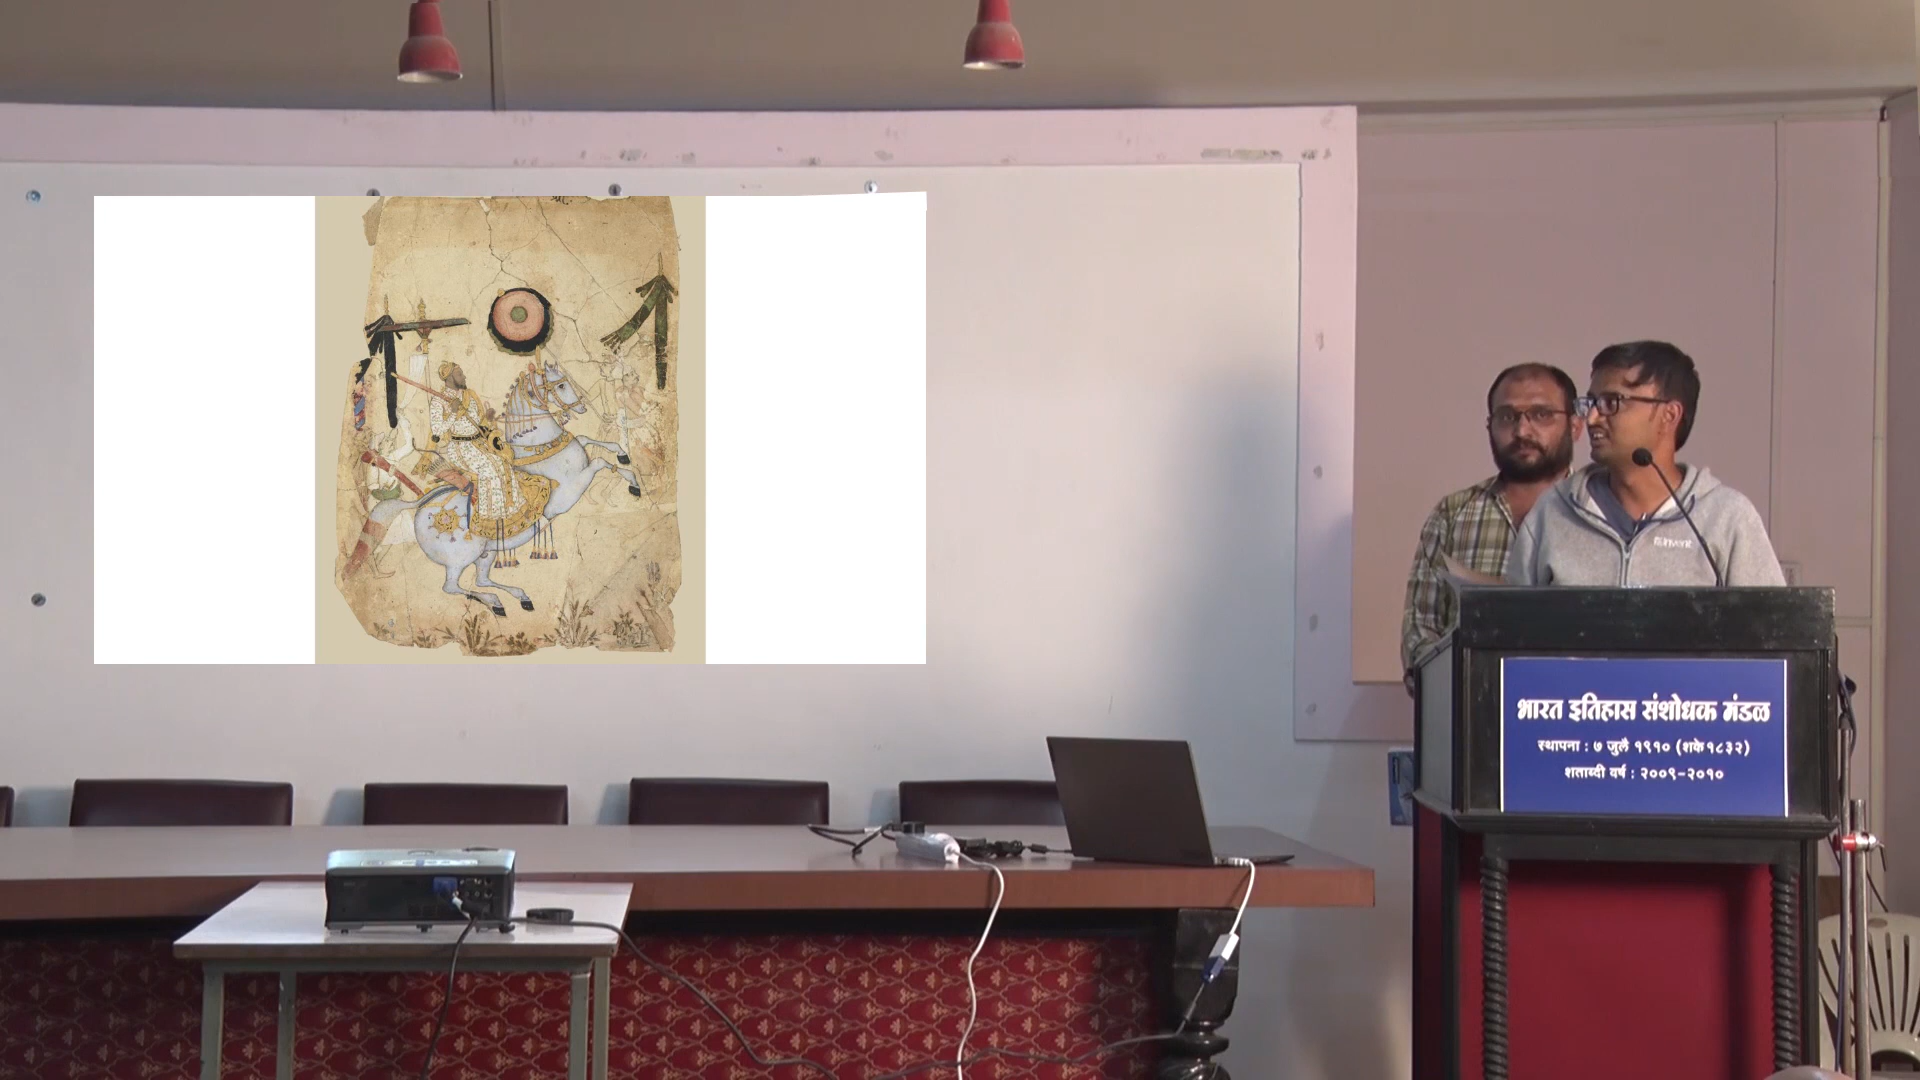 भारत इतिहास संशोधक मंडळ
स्थापना : ७ जुलै १९१० (शके १८३२)
शताब्दी वर्ष : २००९-२०१०